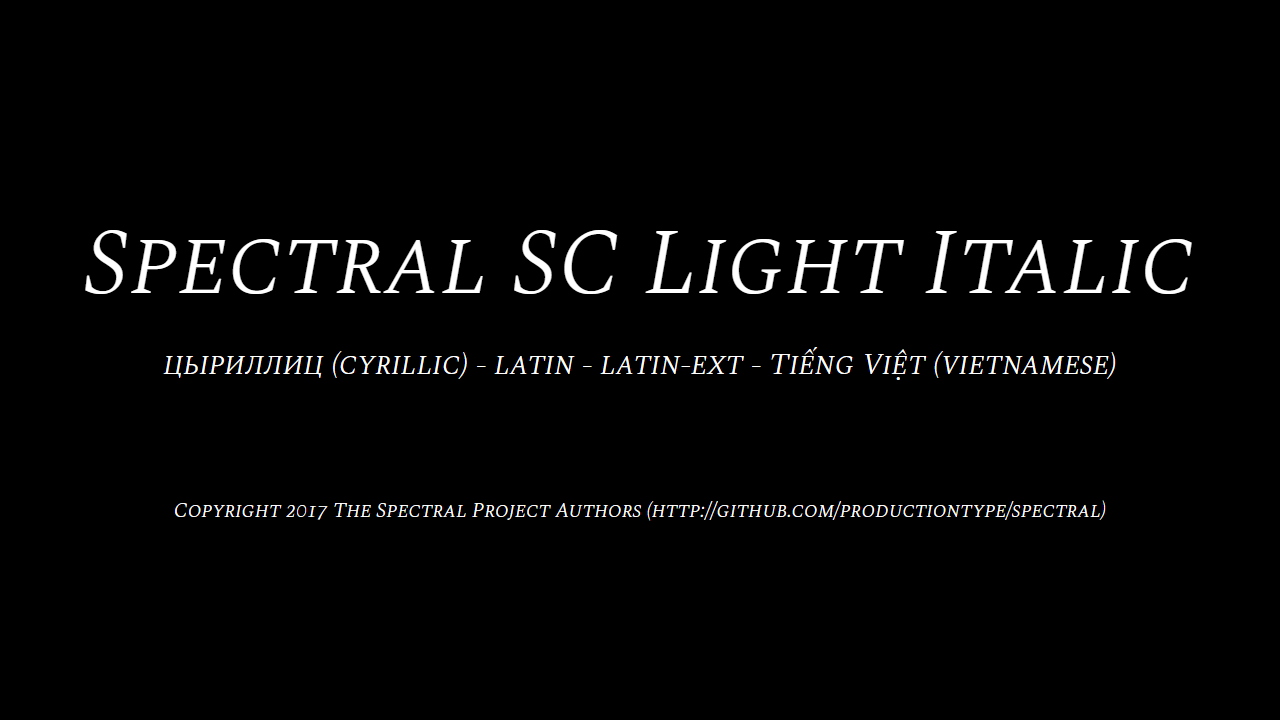 Spectral SC Light Italic
цыриллиц (cyrillic) - latin - latin-ext - Tiếng Việt (vietnamese)
Copyright 2017 The Spectral Project Authors (http://github.com/productiontype/spectral)